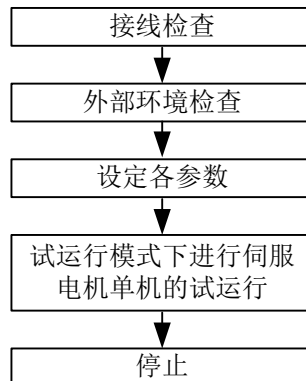 接线检查
外部环境检查
设定各参数
试运行模式下进行伺服
电机单机的试运行
停止